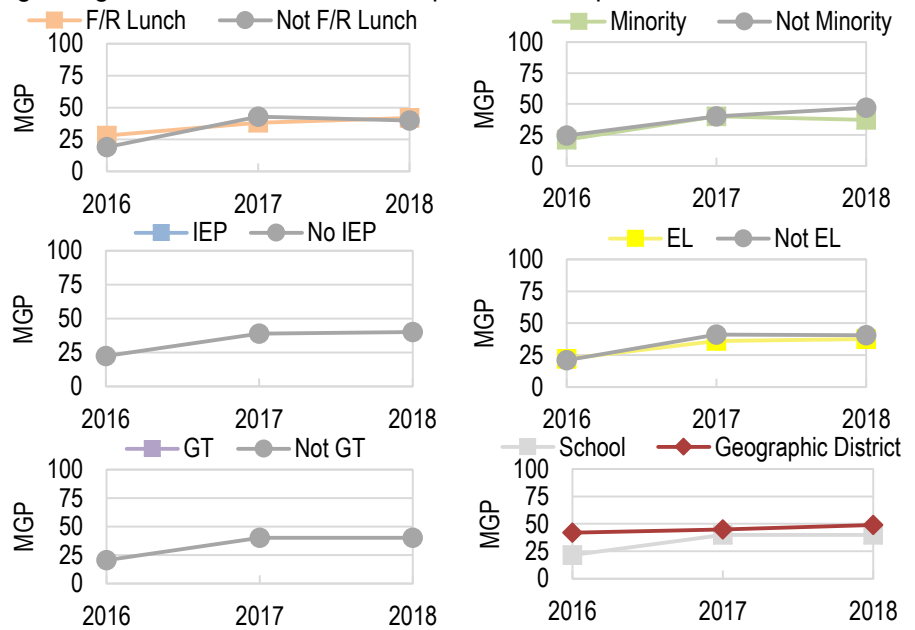 F/R Lunch Not F/R Lunch
100
75
50
25
0
MGP
2016 2017 2018
Minority Not Minority
100
75
50
25
0
MGP
2016 2017 2018
IEP No IEP
100
75
50
25
0
MGP
2016 2017 2018
EL Not EL
100
75
50
25
0
MGP
2016 2017 2018
GT Not GT
100
75
50
25
0
MGP
2016 2017 2018
School Geographic District
100
75
50
25
0
MGP
2016 2017 2018